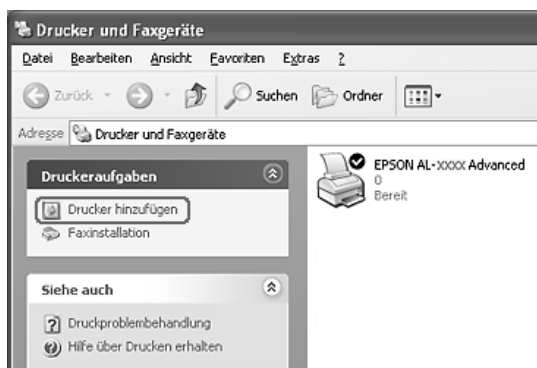 Drucker und Faxgeräte
Datei Bearbeiten Ansicht Favoriten Extras ?
Zurück Suchen Ordner
Adresse Drucker und Faxgeräte
Druckeraufgaben
Drucker hinzufügen
Faxinstallation
Siehe auch
Druckproblembehandlung
Hilfe über Drucken erhalten
EPSON AL-xxxx Advanced
0
Bereit